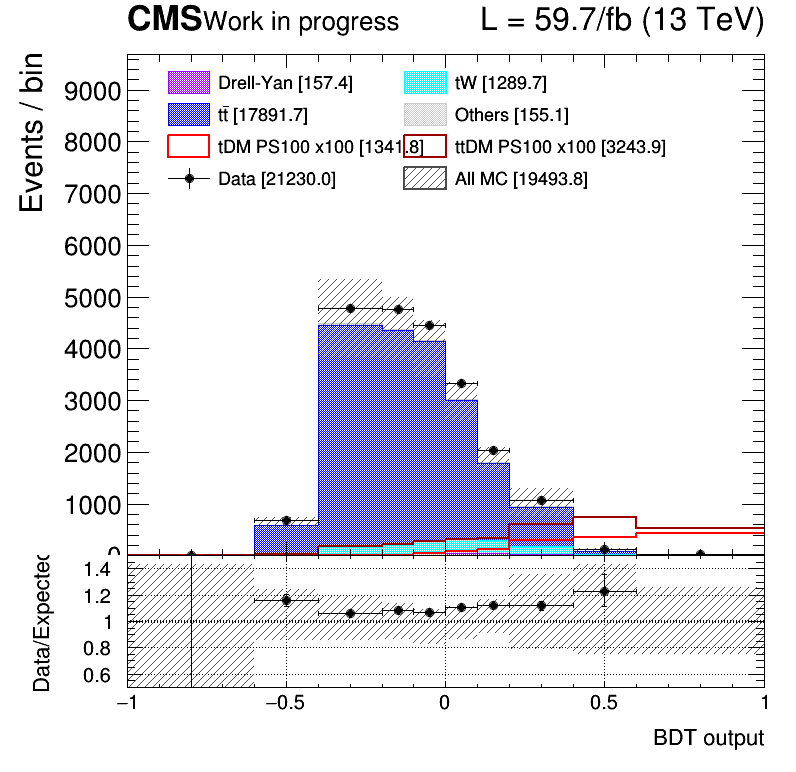 CMS Work in progress L = 59.7/fb (13 TeV)
Events / bin
9000
8000
7000
6000
5000
4000
3000
2000
1000
0
Drell-Yan [157.4] tW [1289.7]
tt̄ [17891.7] Others [155.1]
tDM PS100 x100 [1341.8] ttDM PS100 x100 [3243.9]
Data [21230.0] All MC [19493.8]
Data/Expected
1.4
1.2
1
0.8
0.6
−1 −0.5 0 0.5 1
BDT output